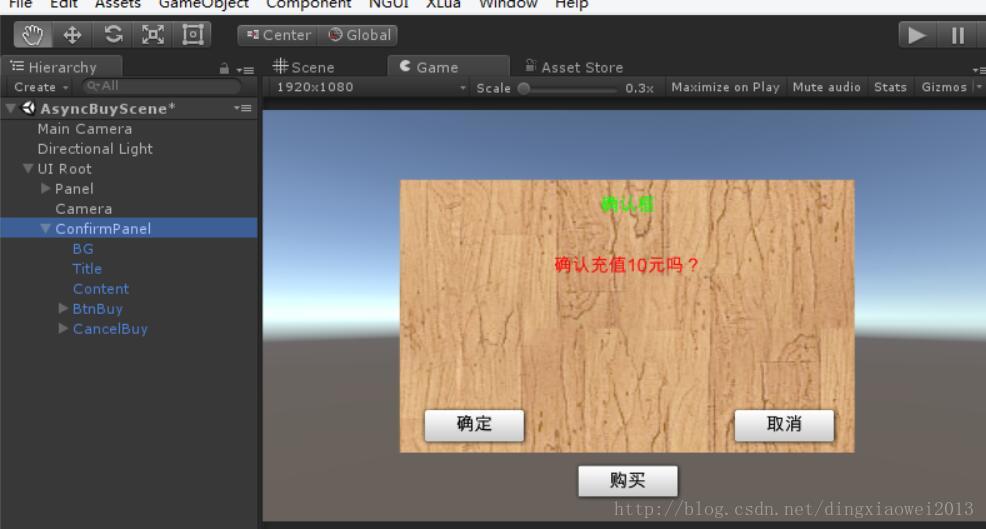 File Edit Assets GameObject Component NGUI XLua Window Help
Center Global
Hierarchy Scene Game Asset Store
Create All 1920x1080 Scale 0.3x Maximize on Play Mute audio Stats Gizmos
AsyncBuyScene*
Main Camera
Directional Light
UI Root
Panel
Camera
ConfirmPanel
BG
Title
Content
BtnBuy
CancelBuy
确认框
确认充值10元吗？
确定 取消
购买
http://blog.csdn.net/dingxiaowei2013